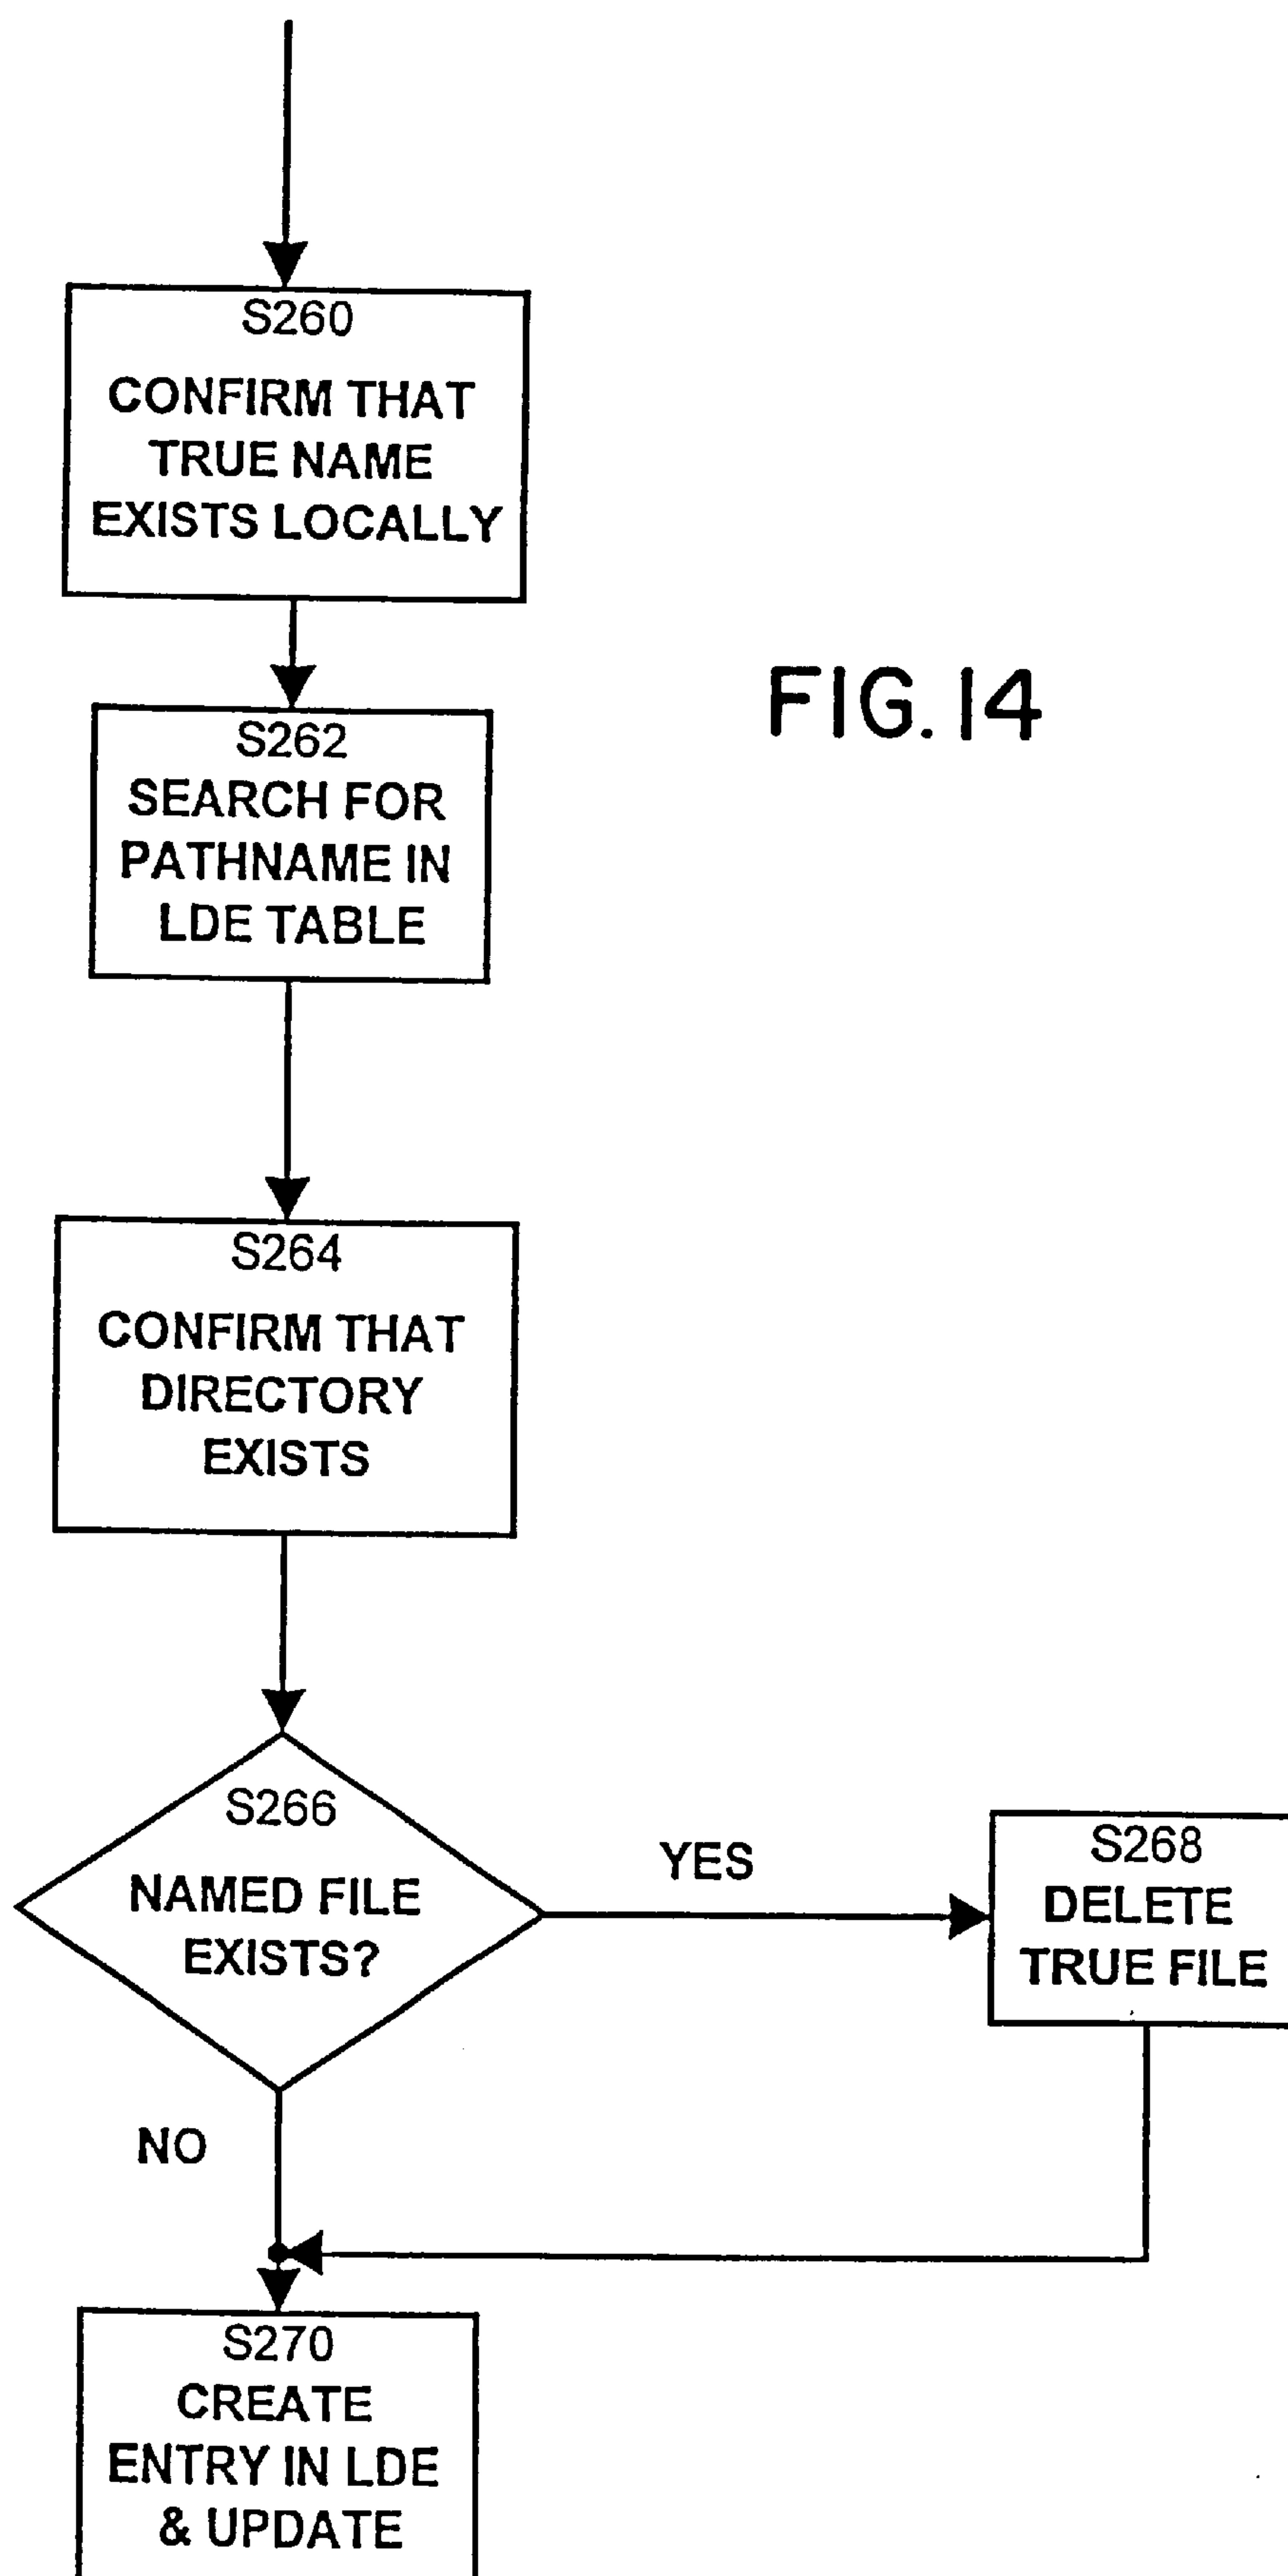 S260
CONFIRM THAT
TRUE NAME
EXISTS LOCALLY
FIG. 14
S262
SEARCH FOR
PATHNAME IN
LDE TABLE
S264
CONFIRM THAT
DIRECTORY
EXISTS
S266
NAMED FILE
EXISTS?
YES
S268
DELETE
TRUE FILE
NO
S270
CREATE
ENTRY IN LDE
& UPDATE